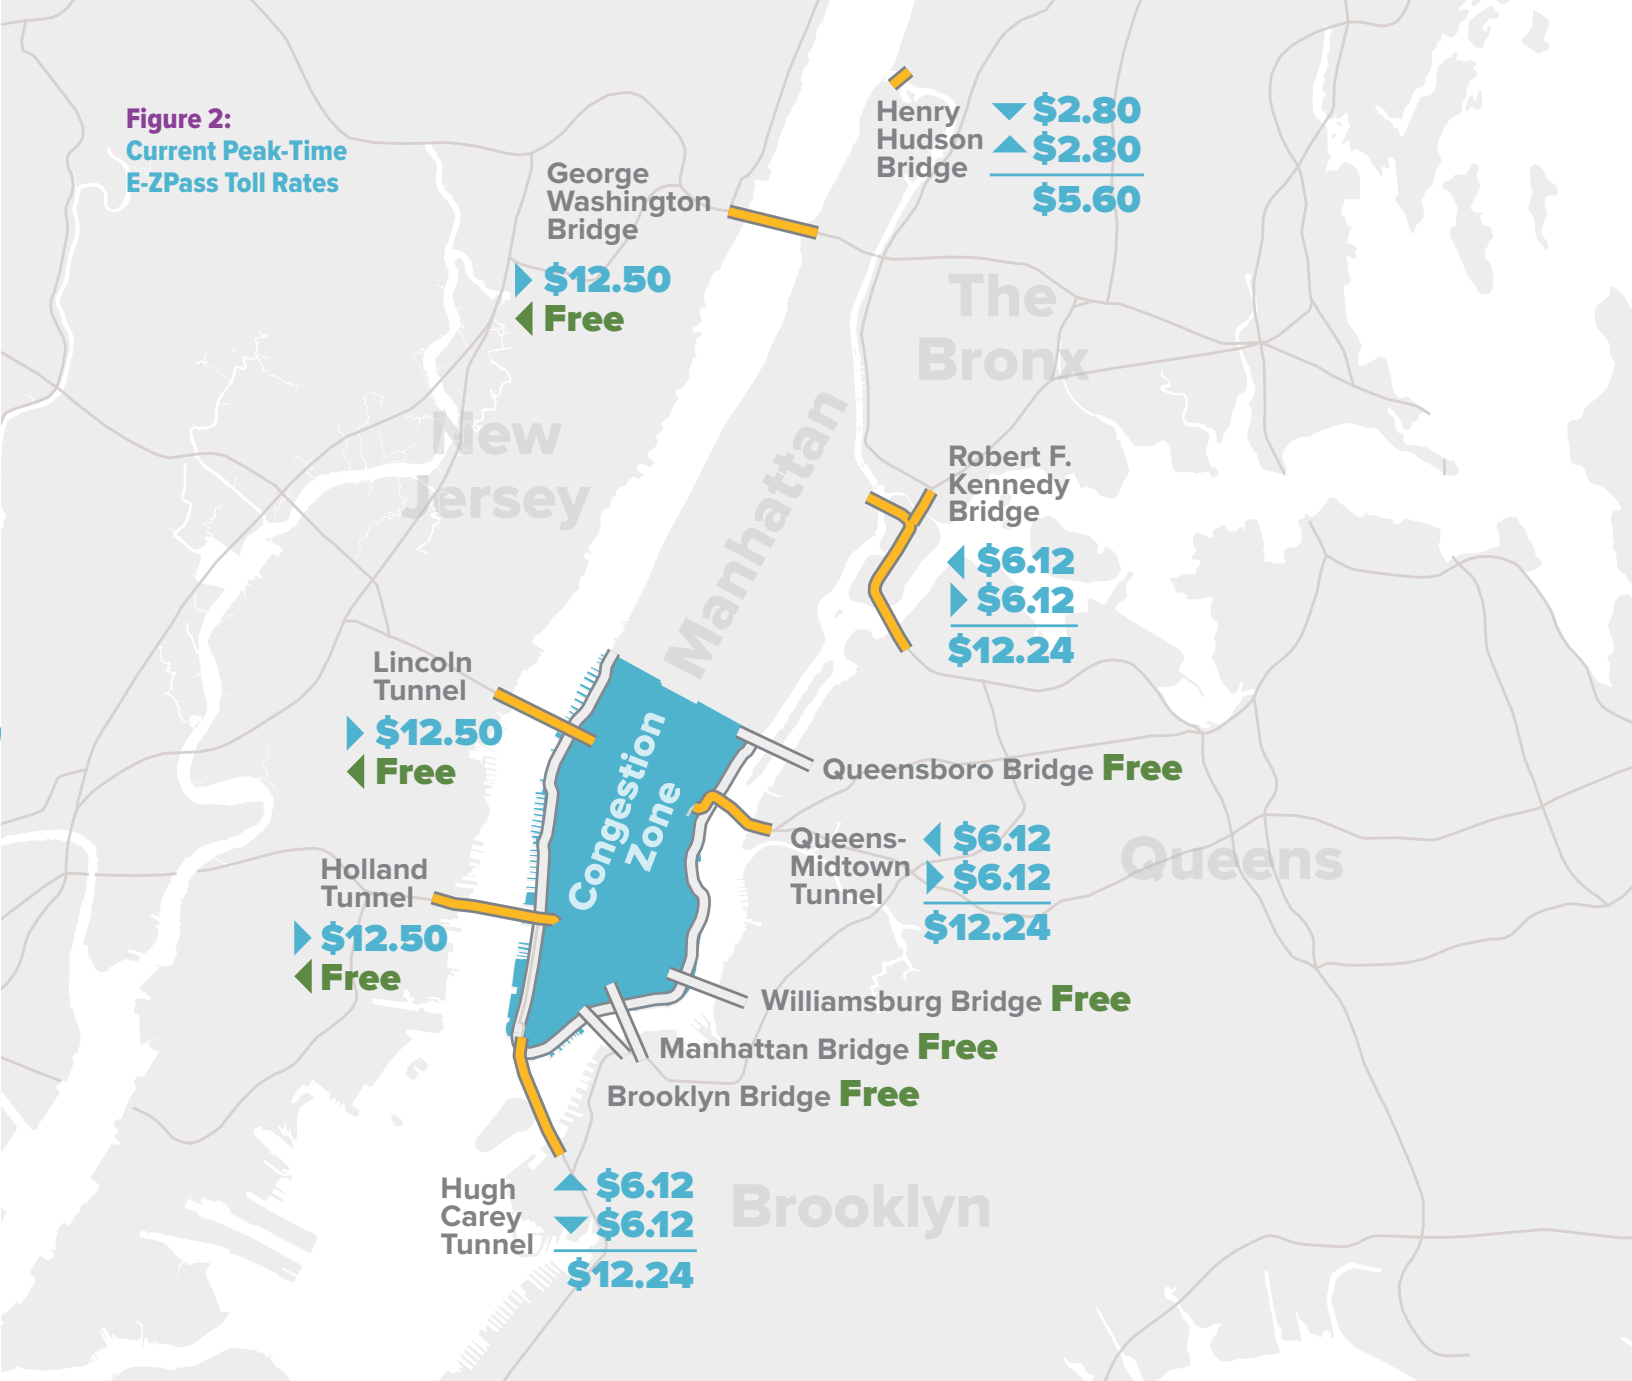 Figure 2:
Current Peak-Time
E-ZPass Toll Rates
Henry
Hudson
Bridge
$2.80
$2.80
$5.60
George
Washington
Bridge
$12.50
Free
The
Bronx
New
Jersey
Manhattan
Robert F.
Kennedy
Bridge
$6.12
$6.12
$12.24
Lincoln
Tunnel
$12.50
Free
Congestion
Zone
Queensboro Bridge Free
Queens-
Midtown
Tunnel
$6.12
$6.12
$12.24
Queens
Holland
Tunnel
$12.50
Free
Williamsburg Bridge Free
Manhattan Bridge Free
Brooklyn Bridge Free
Hugh
Carey
Tunnel
$6.12
$6.12
$12.24
Brooklyn